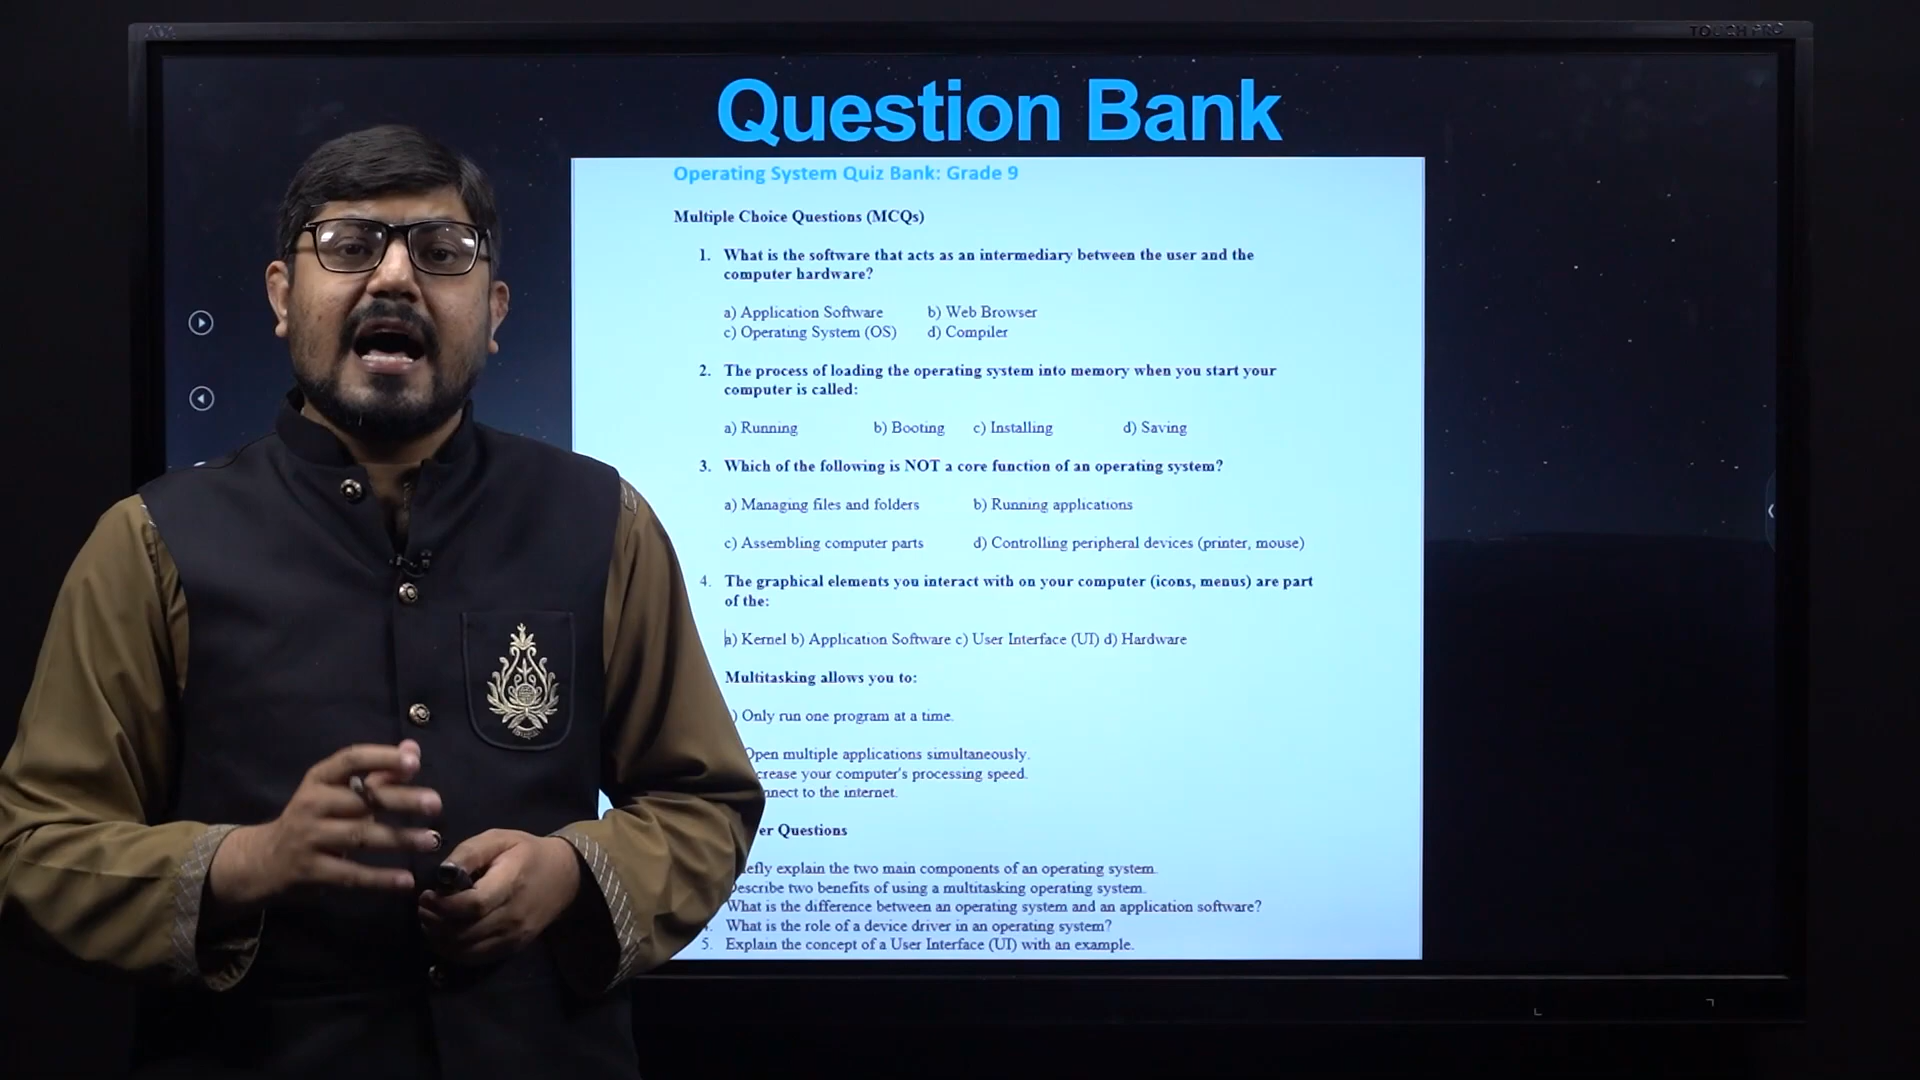 TOUCH PRO
Question Bank
Operating System Quiz Bank: Grade 9
Multiple Choice Questions (MCQs)
1. What is the software that acts as an intermediary between the user and the
computer hardware?
a) Application Software b) Web Browser
c) Operating System (OS) d) Compiler
2. The process of loading the operating system into memory when you start your
computer is called:
a) Running b) Booting c) Installing d) Saving
3. Which of the following is NOT a core function of an operating system?
a) Managing files and folders b) Running applications
c) Assembling computer parts d) Controlling peripheral devices (printer, mouse)
4. The graphical elements you interact with on your computer (icons, menus) are part
of the:
a) Kernel b) Application Software c) User Interface (UI) d) Hardware
Multitasking allows you to:
) Only run one program at a time.
Open multiple applications simultaneously.
crease your computer's processing speed.
nnect to the internet.
er Questions
efly explain the two main components of an operating system.
Describe two benefits of using a multitasking operating system.
What is the difference between an operating system and an application software?
. What is the role of a device driver in an operating system?
5. Explain the concept of a User Interface (UI) with an example.